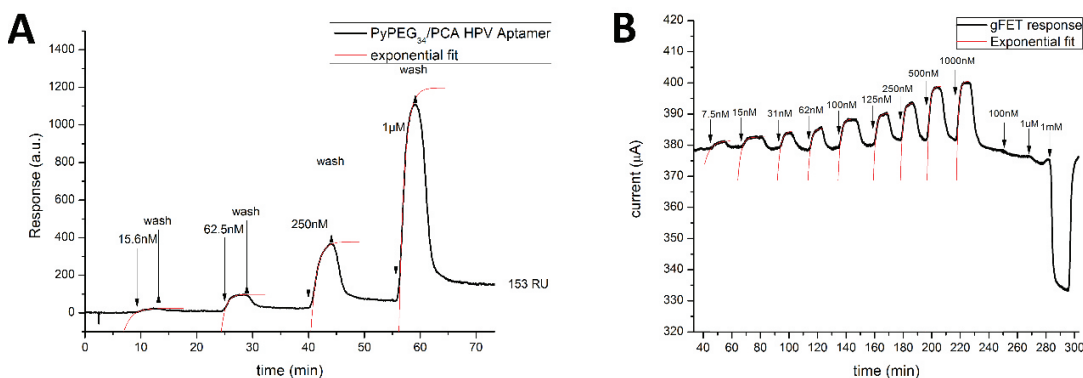 A
PyPEG34/PCA HPV Aptamer
exponential fit
wash
1µM
wash
250nM
wash
62.5nM
wash
15.6nM
153 RU
Response (a.u.)
1400
1200
1000
800
600
400
200
0
0 10 20 30 40 50 60 70
time (min)
B
gFET response
Exponential fit
1000nM
500nM
250nM
125nM
100nM
62nM
31nM
15nM
7.5nM
100nM
1uM
1mM
current (µA)
420
410
400
390
380
370
360
350
340
330
320
40 60 80 100 120 140 160 180 200 220 240 260 280 300
time (min)